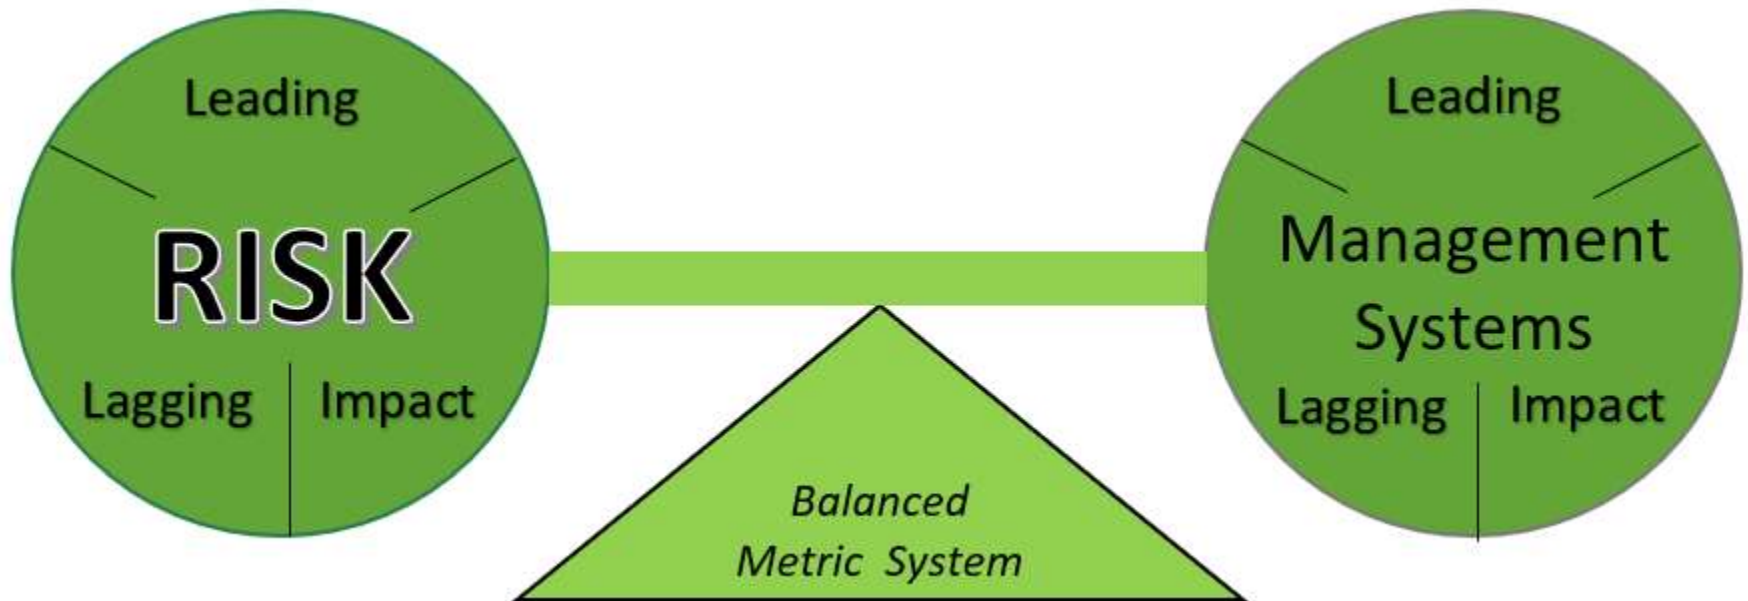 Leading
RISK
Lagging
Impact
Leading
Management
Systems
Lagging
Impact
Balanced
Metric System